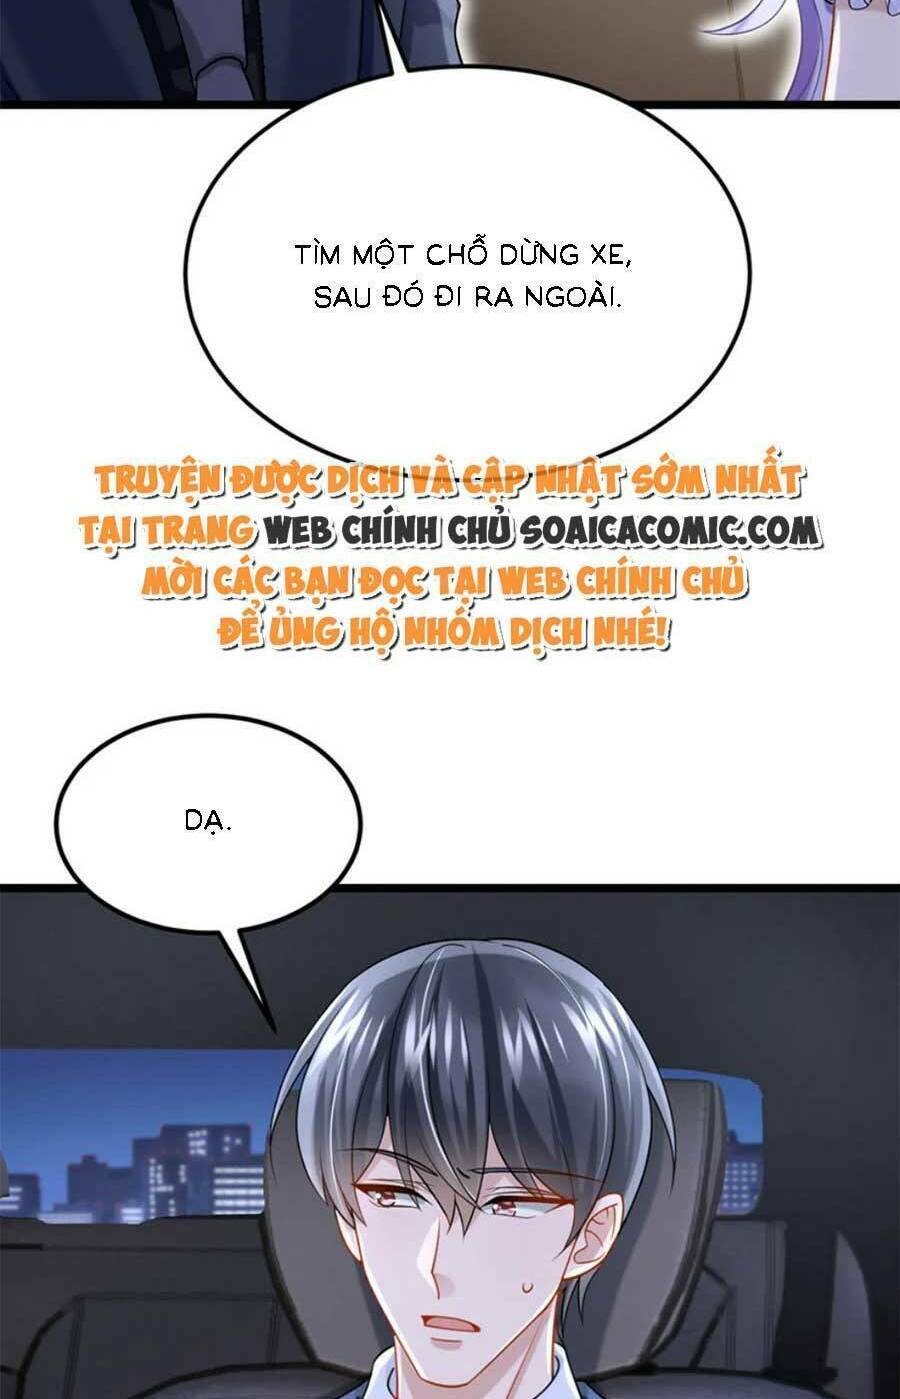 TÌM MỘT CHỖ DỪNG XE,
SAU ĐÓ ĐI RA NGOÀI.
TRUYỆN ĐƯỢC DỊCH VÀ CẬP NHẬT SỚM NHẤT
TẠI TRANG WEB CHÍNH CHỦ SOAICACOMIC.COM
MỜI CÁC BẠN ĐỌC TẠI WEB CHÍNH CHỦ
ĐỂ ỦNG HỘ NHÓM DỊCH NHÉ!
DẠ.